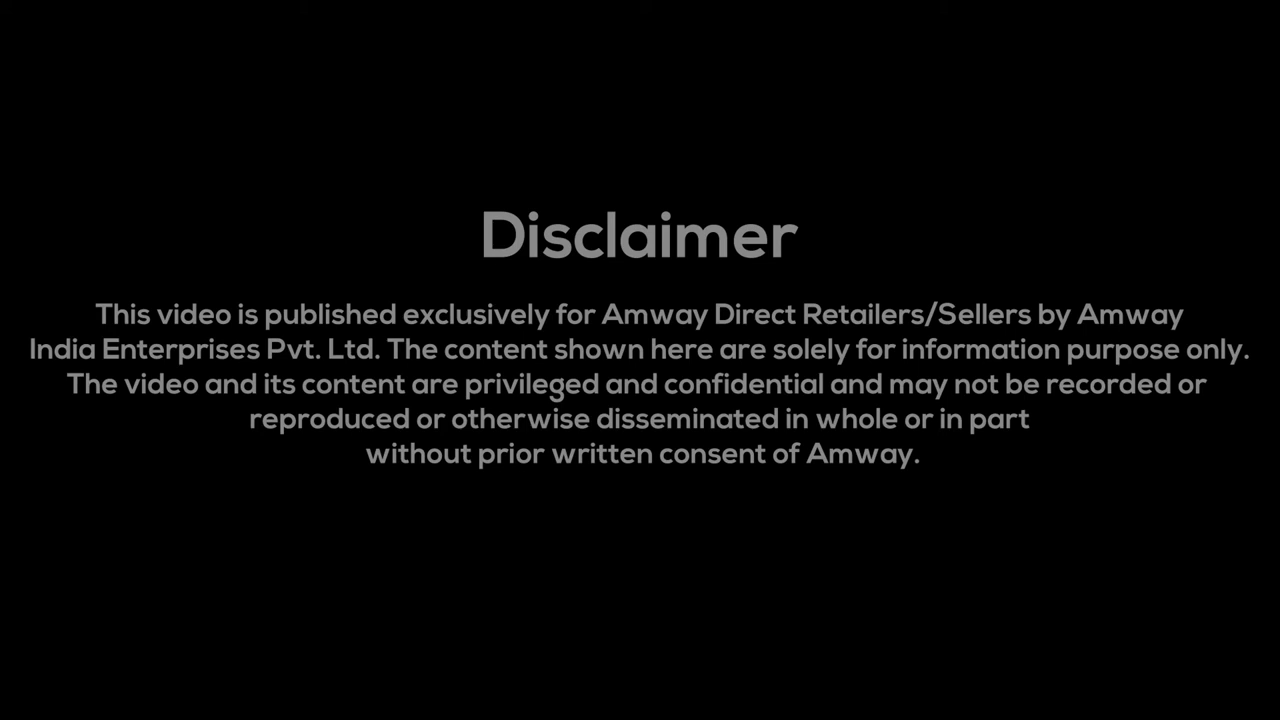 Disclaimer
This video is published exclusively for Amway Direct Retailers/Sellers by Amway
India Enterprises Pvt. Ltd. The content shown here are solely for information purpose only.
The video and its content are privileged and confidential and may not be recorded or
reproduced or otherwise disseminated in whole or in part
without prior written consent of Amway.